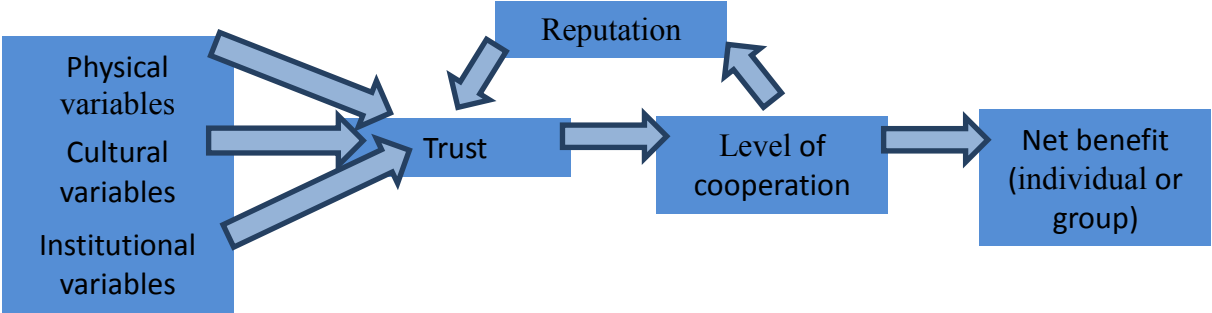 Physical
variables
Cultural
variables
Institutional
variables
Reputation
Trust
Level of
cooperation
Net benefit
(individual or
group)